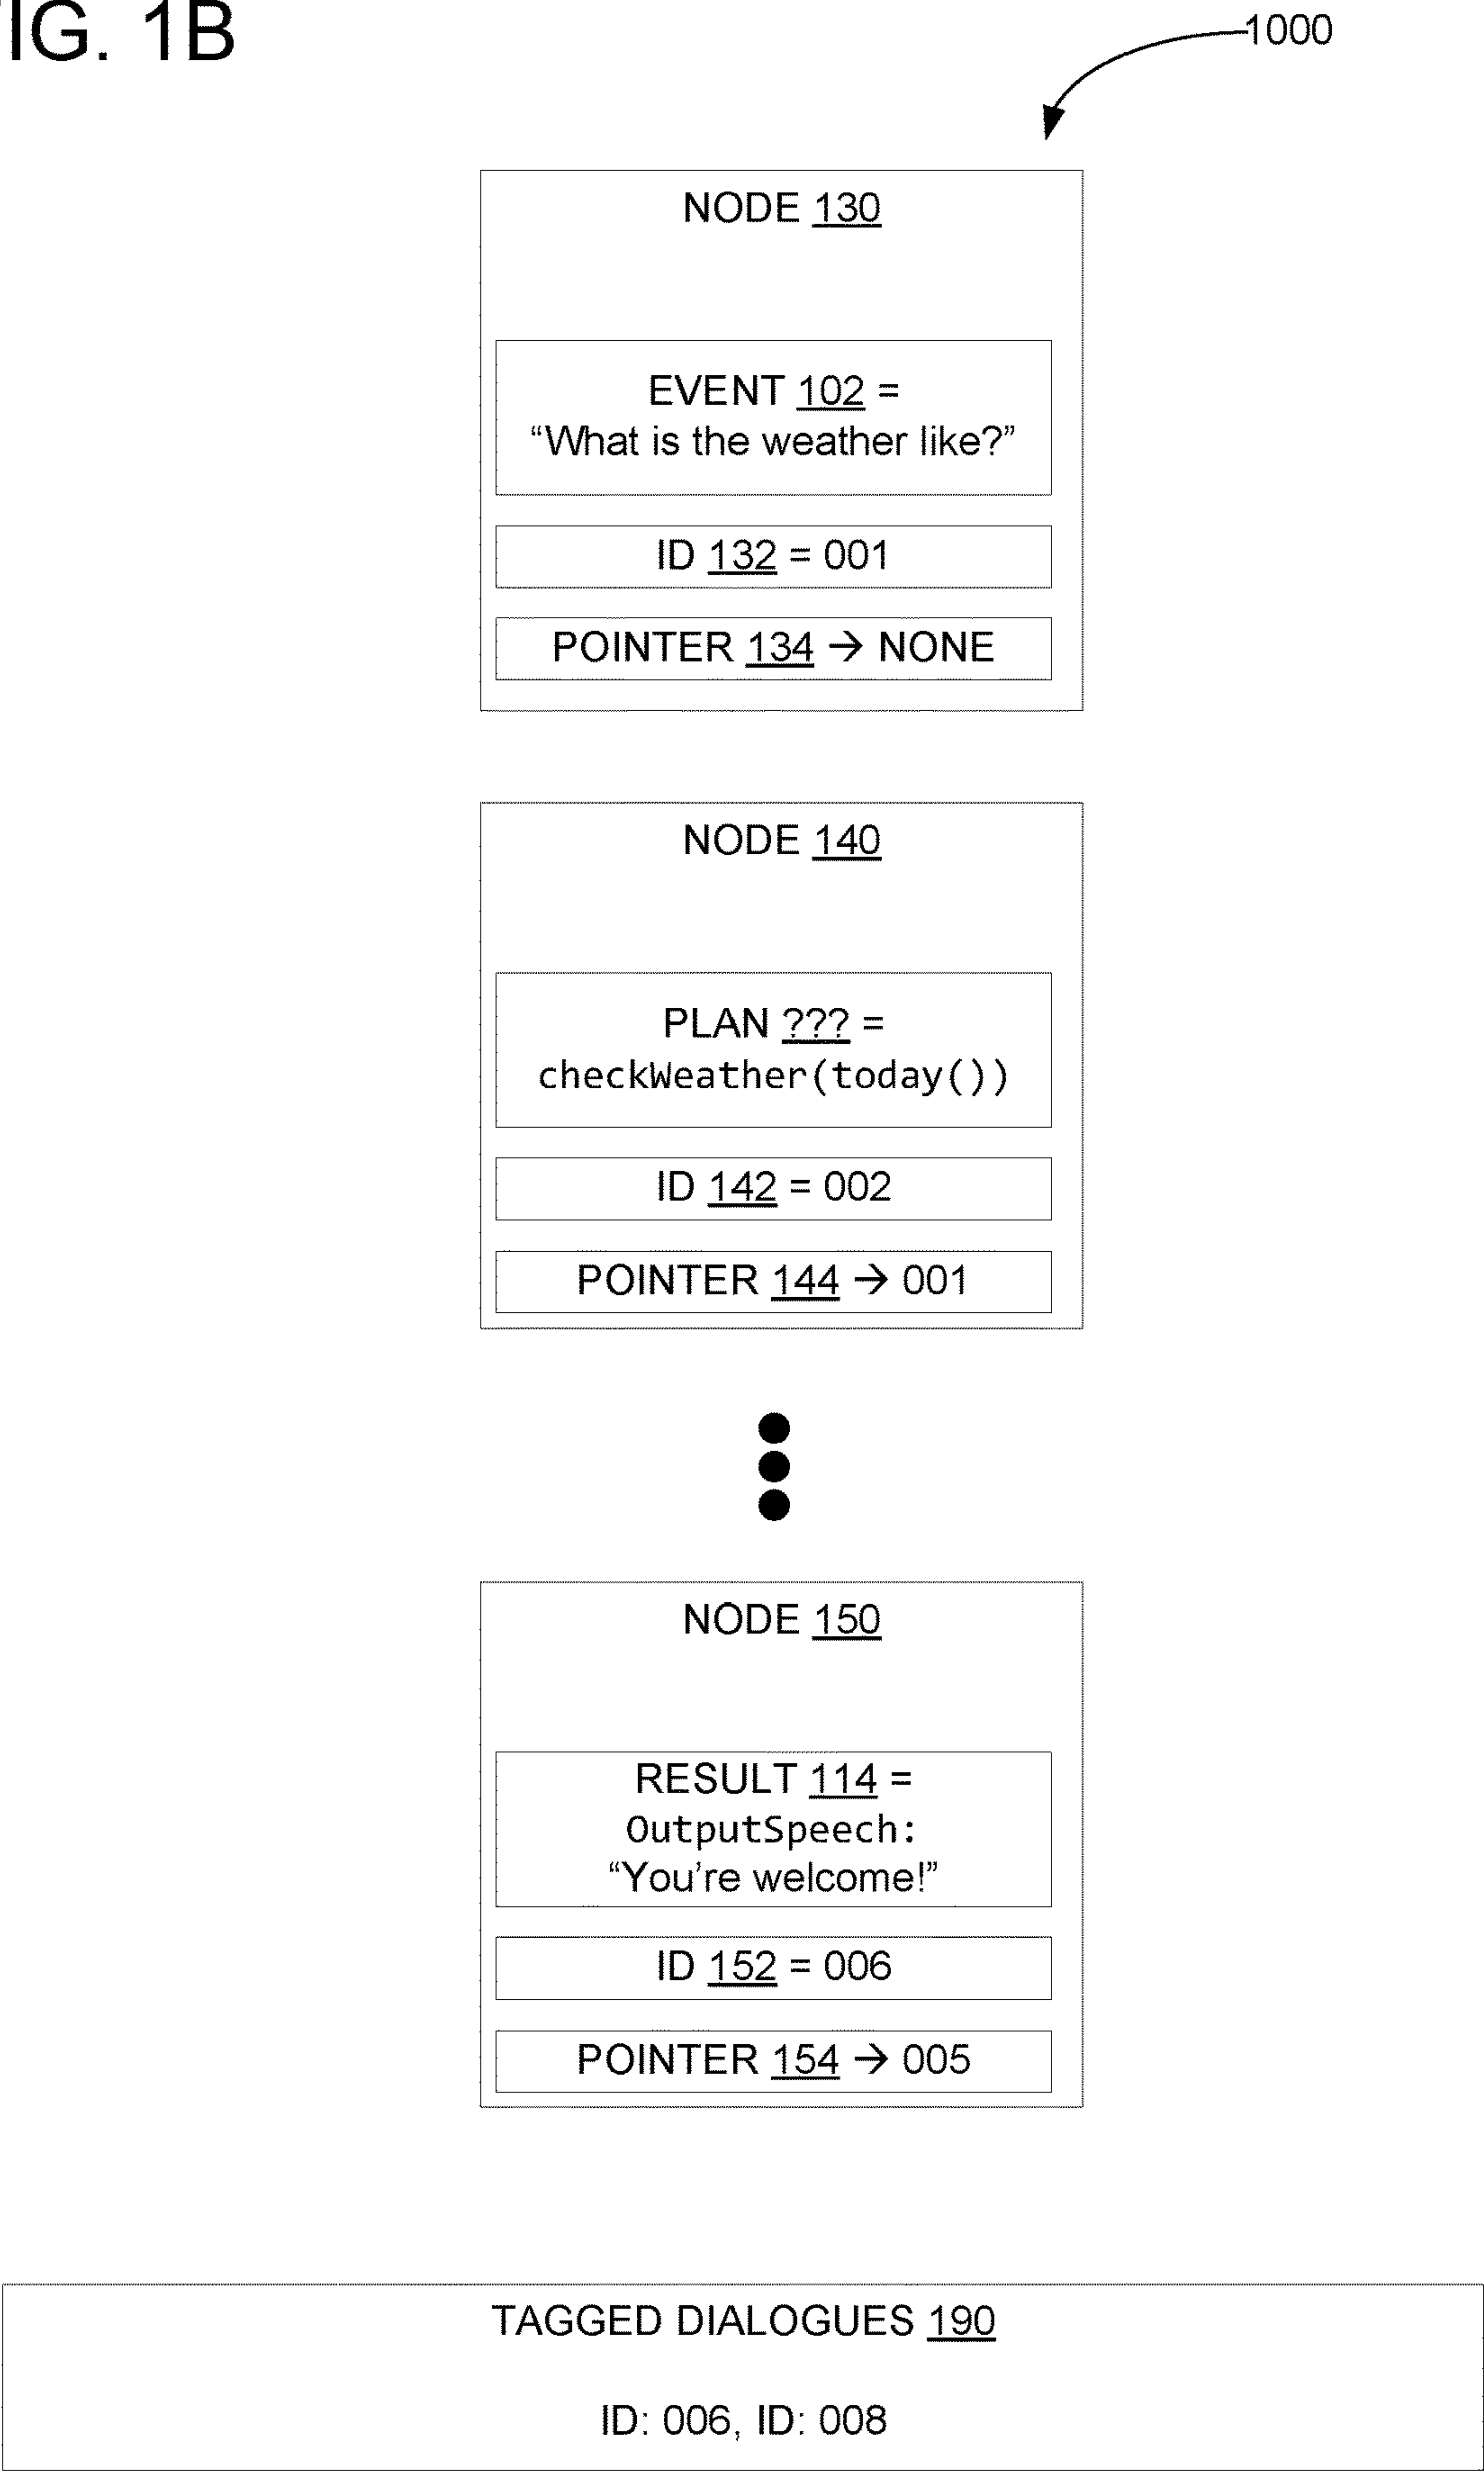 IG. 1B
1000
NODE 130
EVENT 102 =
“What is the weather like?”
ID 132 = 001
POINTER 134 → NONE
NODE 140
PLAN ??? =
checkWeather(today())
ID 142 = 002
POINTER 144 → 001
NODE 150
RESULT 114 =
OutputSpeech:
“You’re welcome!”
ID 152 = 006
POINTER 154 → 005
TAGGED DIALOGUES 190
ID: 006, ID: 008